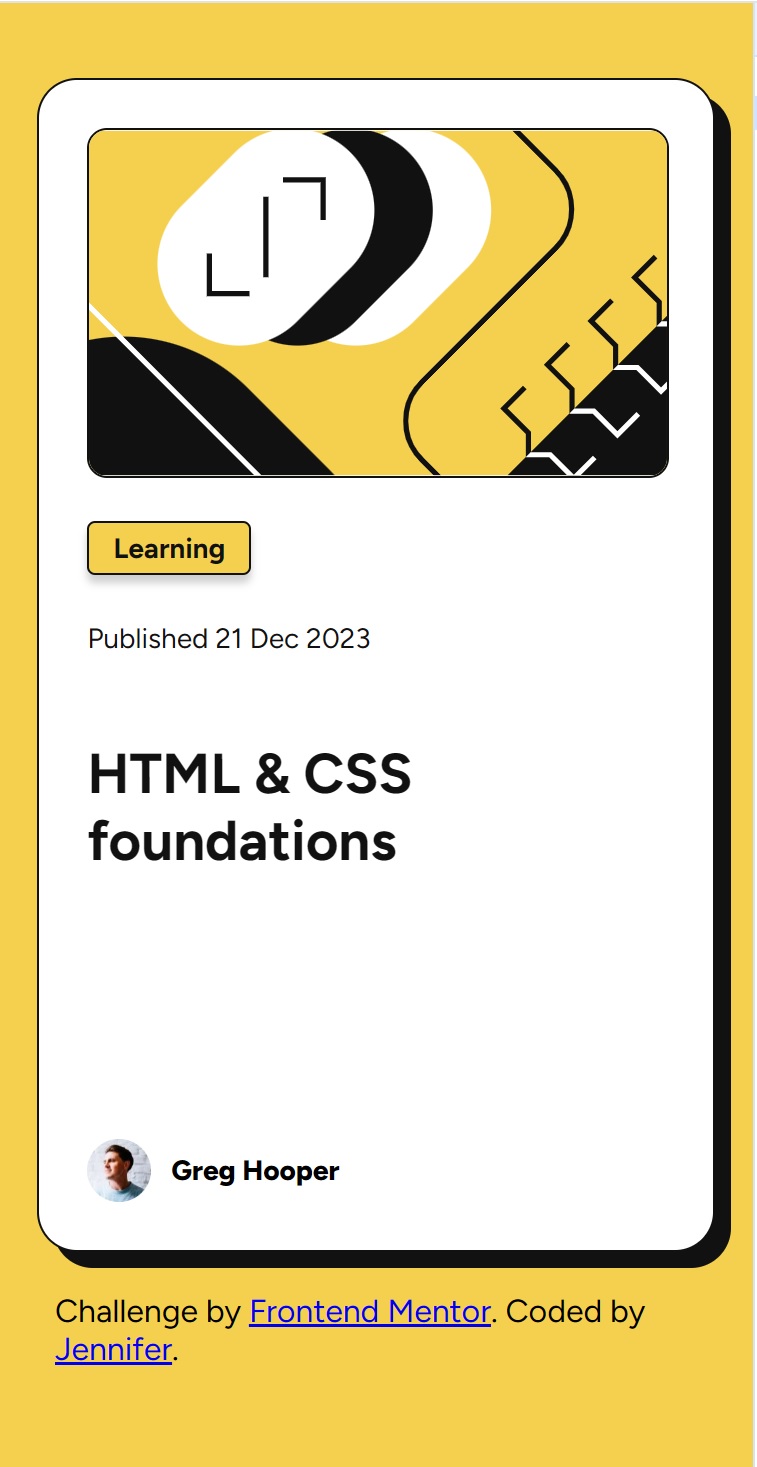 Learning
Published 21 Dec 2023
HTML & CSS
foundations
Greg Hooper
Challenge by Frontend Mentor. Coded by
Jennifer.